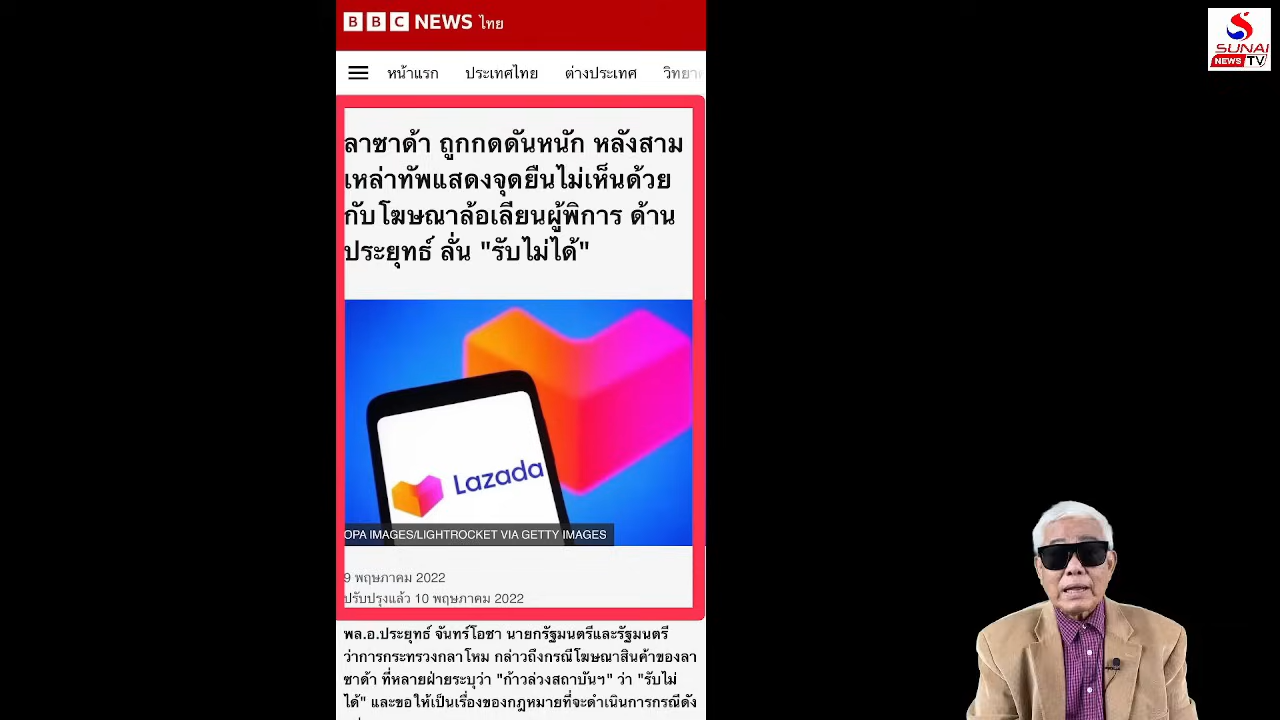 BBC NEWS ไทย
SUNAI
NEWS TV
หน้าแรก ประเทศไทย ต่างประเทศ
ลาซาด้า ถูกกดดันหนัก หลังสาม
เหล่าทัพแสดงจุดยืนไม่เห็นด้วย
กับโฆษณาล้อเลียนผู้พิการ ด้าน
ประยุทธ์ ลั่น "รับไม่ได้"
Lazada
OPA IMAGES/LIGHTROCKET VIA GETTY IMAGES
9 พฤษภาคม 2022
ปรับปรุงแล้ว 10 พฤษภาคม 2022
พล.อ.ประยุทธ์ จันทร์โอชา นายกรัฐมนตรีและรัฐมนตรี
ว่าการกระทรวงกลาโหม กล่าวถึงกรณีโฆษณาสินค้าของลา
ซาด้า ที่หลายฝ่ายระบุว่า "ก้าวล่วงสถาบันฯ" ว่า "รับไม่
ได้" และขอให้เป็นเรื่องของกฎหมายที่จะดำเนินการกรณีดัง